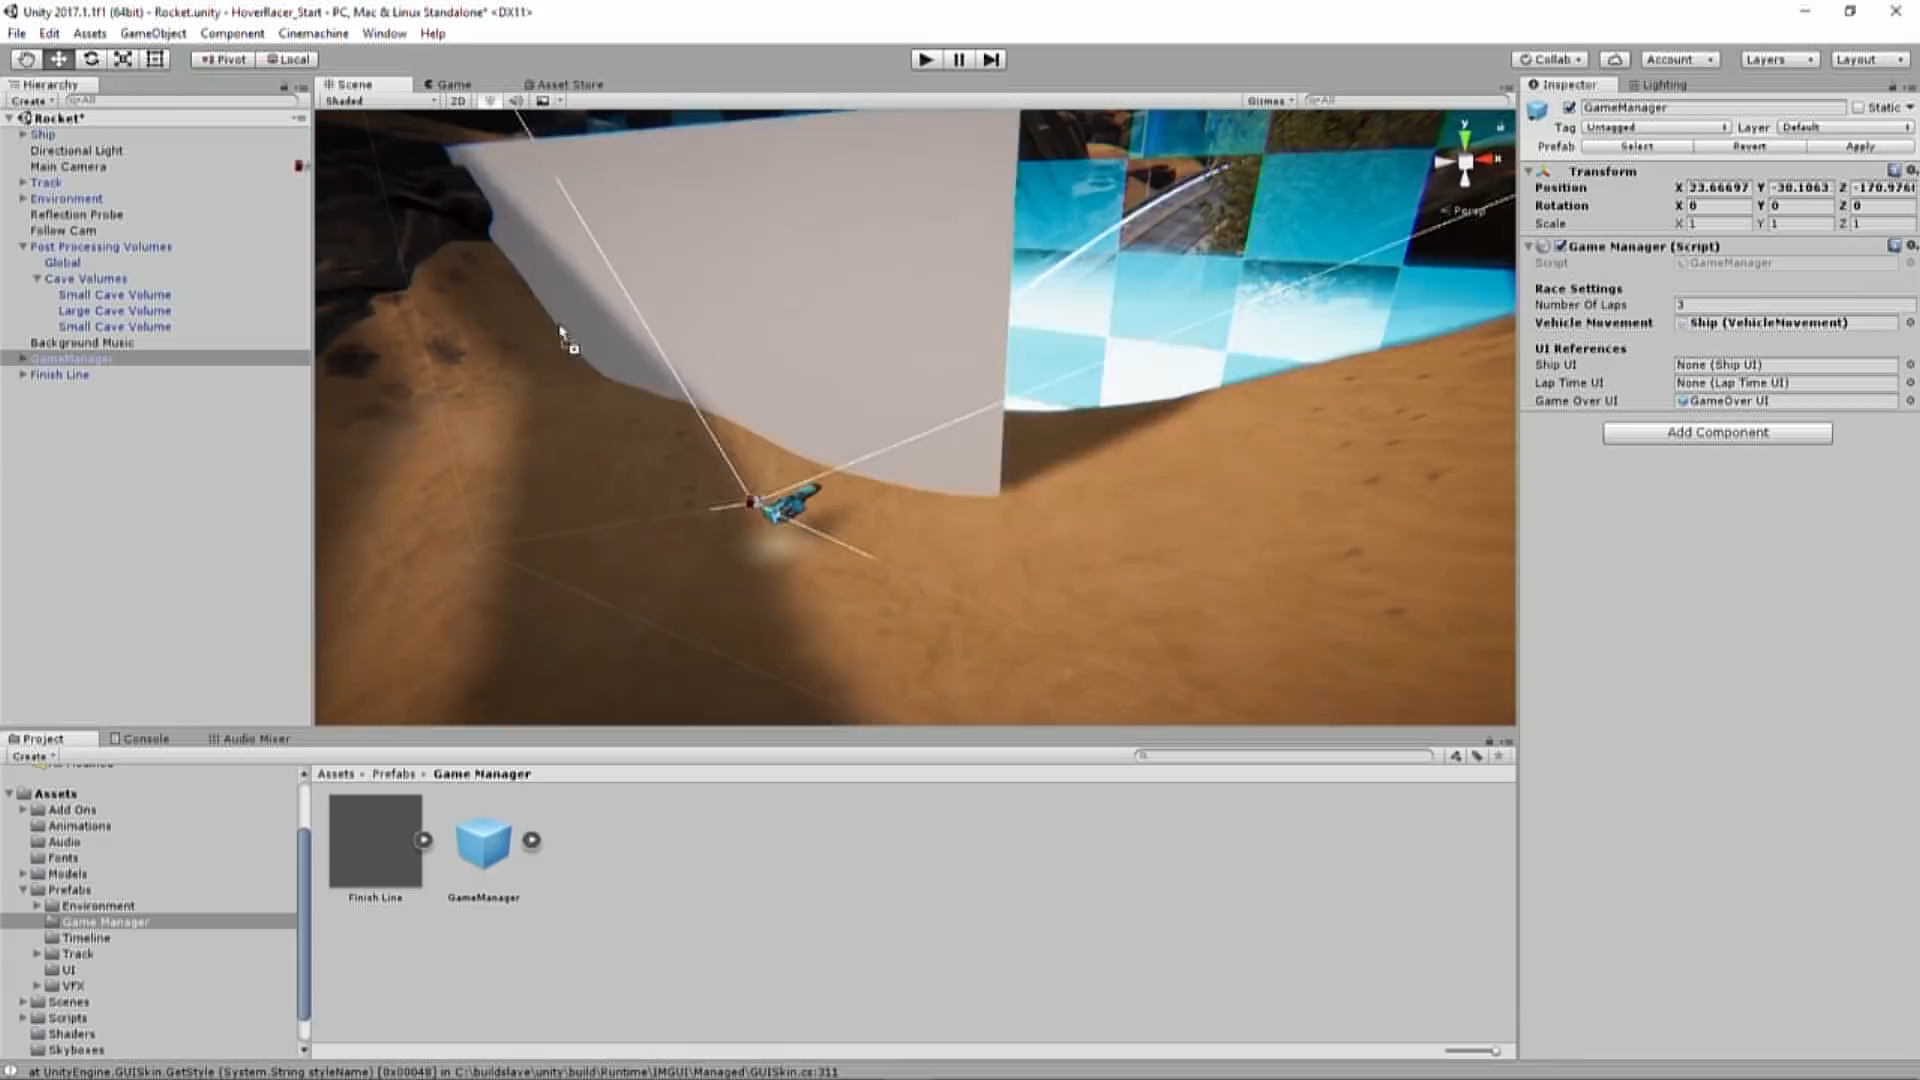 Unity 2017.1.1f1 (64bit) - Rocket.unity - HoverRacer_Start - PC, Mac & Linux Standalone* <DX11>
File Edit Assets GameObject Component Cinemachine Window Help
Pivot Local Collab Account Layers Layout
Hierarchy Scene Game Asset Store Inspector Lighting
Create All Shaded 2D Gizmos All
Rocket*
Ship
Directional Light
Main Camera
Track
Environment
Reflection Probe
Follow Cam
Post Processing Volumes
Global
Cave Volumes
Small Cave Volume
Large Cave Volume
Small Cave Volume
Background Music
GameManager
Finish Line
y
x
Persp
GameManager Static
Tag Untagged Layer Default
Prefab Select Revert Apply
Transform
Position X 23.66697 Y -30.1063 Z -170.976
Rotation X 0 Y 0 Z 0
Scale X 1 Y 1 Z 1
Game Manager (Script)
Script GameManager
Race Settings
Number Of Laps 3
Vehicle Movement Ship (VehicleMovement)
UI References
Ship UI None (Ship UI)
Lap Time UI None (Lap Time UI)
Game Over UI GameOver UI
Add Component
Project Console Audio Mixer
Create
Assets
Add Ons
Animations
Audio
Fonts
Models
Prefabs
Environment
Game Manager
Timeline
Track
UI
VFX
Scenes
Scripts
Shaders
Skyboxes
Assets Prefabs Game Manager
Finish Line GameManager
at UnityEngine.GUISkin.GetStyle (System.String styleName) [0x00048] in C:\buildslave\unity\build\Runtime\IMGUI\Managed\GUISkin.cs:311